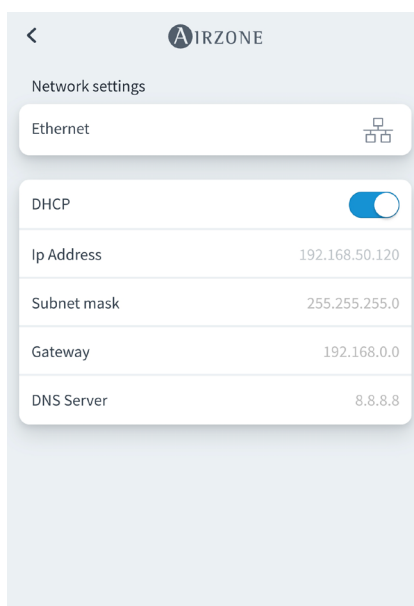 AIRZONE
Network settings
Ethernet
DHCP
Ip Address 192.168.50.120
Subnet mask 255.255.255.0
Gateway 192.168.0.0
DNS Server 8.8.8.8